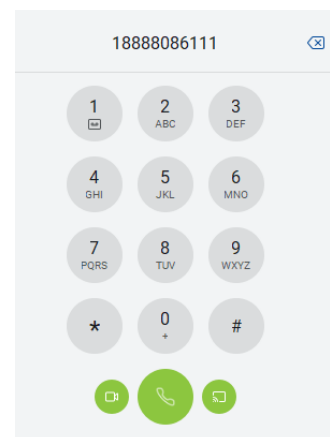 18888086111
1 2 3
ABC DEF
4 5 6
GHI JKL MNO
7 8 9
PQRS TUV WXYZ
* 0 #
+